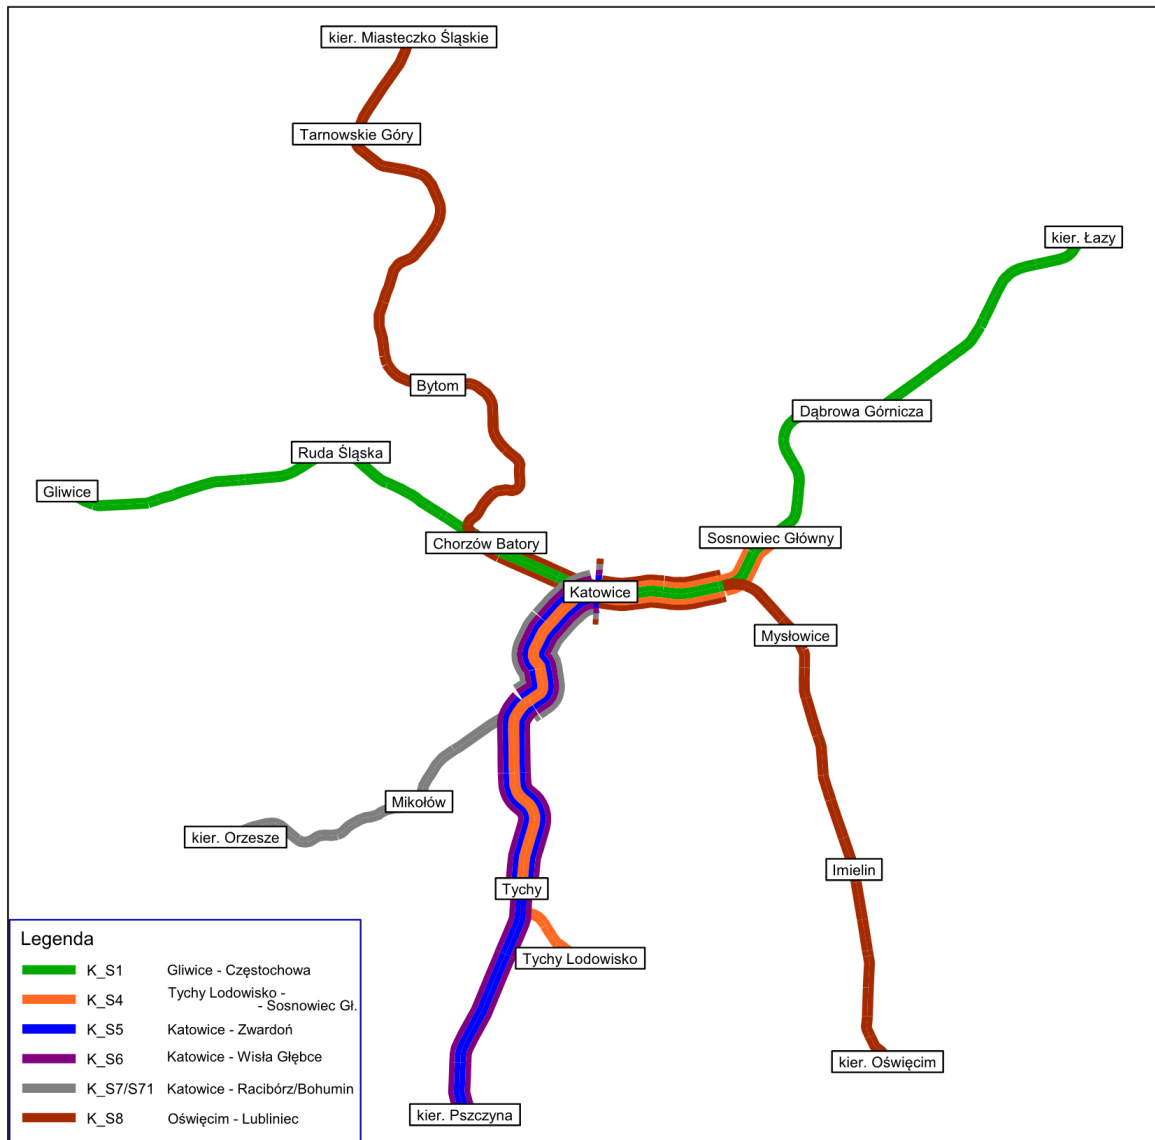 kier. Miasteczko Śląskie
Tarnowskie Góry
kier. Łazy
Bytom
Dąbrowa Górnicza
Ruda Śląska
Gliwice
Sosnowiec Główny
Chorzów Batory
Katowice
Mysłowice
Mikołów
kier. Orzesze
Imielin
Tychy
Tychy Lodowisko
kier. Oświęcim
kier. Pszczyna
Legenda
K_S1 Gliwice - Częstochowa
K_S4 Tychy Lodowisko -
- Sosnowiec Gł.
K_S5 Katowice - Zwardoń
K_S6 Katowice - Wisła Głębce
K_S7/S71 Katowice - Racibórz/Bohumin
K_S8 Oświęcim - Lubliniec